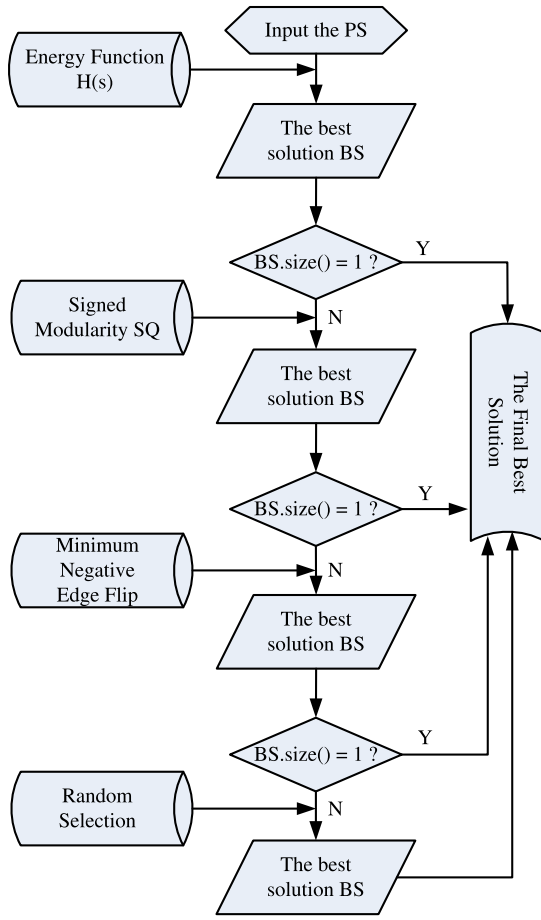 Input the PS
Energy Function
H(s)
The best
solution BS
BS.size() = 1 ?
Y
Signed
Modularity SQ
N
The best
solution BS
The Final Best
Solution
BS.size() = 1 ?
Y
Minimum
Negative
Edge Flip
N
The best
solution BS
BS.size() = 1 ?
Y
Random
Selection
N
The best
solution BS